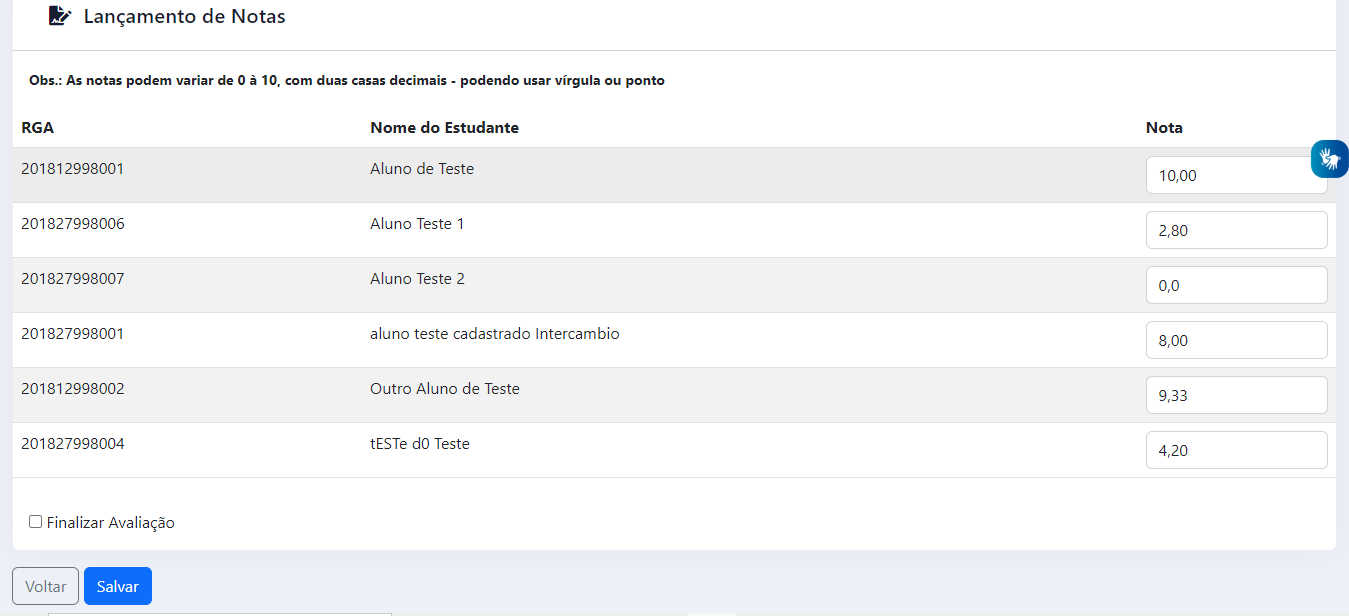 Lançamento de Notas
Obs.: As notas podem variar de 0 à 10, com duas casas decimais - podendo usar vírgula ou ponto
RGA Nome do Estudante Nota
201812998001 Aluno de Teste 10,00
201827998006 Aluno Teste 1 2,80
201827998007 Aluno Teste 2 0,0
201827998001 aluno teste cadastrado Intercambio 8,00
201812998002 Outro Aluno de Teste 9,33
201827998004 tESTe d0 Teste 4,20
Finalizar Avaliação
Voltar Salvar